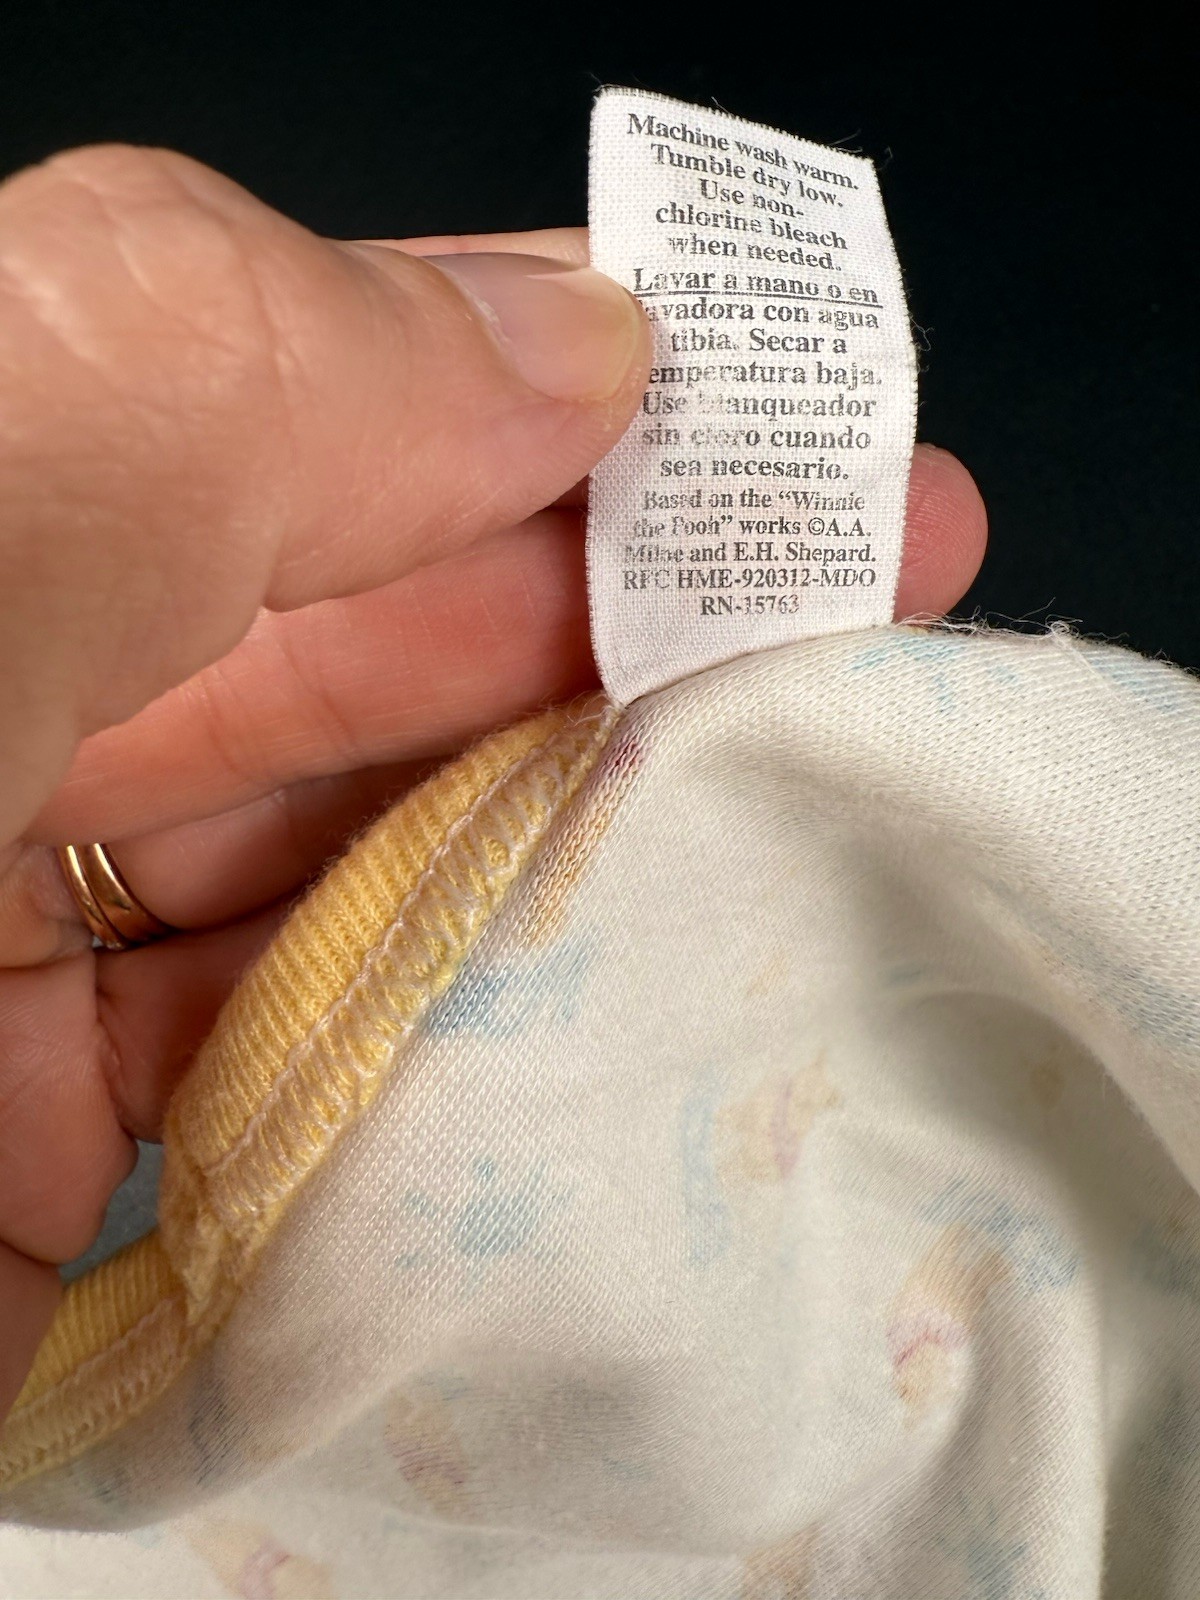 Machine wash warm.
Tumble dry low.
Use non-
chlorine bleach
when needed.
Lavar a mano o en
lavadora con agua
tibia. Secar a
temperatura baja.
Use blanqueador
sin cloro cuando
sea necesario.
Based on the “Winnie
the Pooh” works ©A.A.
Milne and E.H. Shepard.
RFC HME-920312-MDO
RN-15763